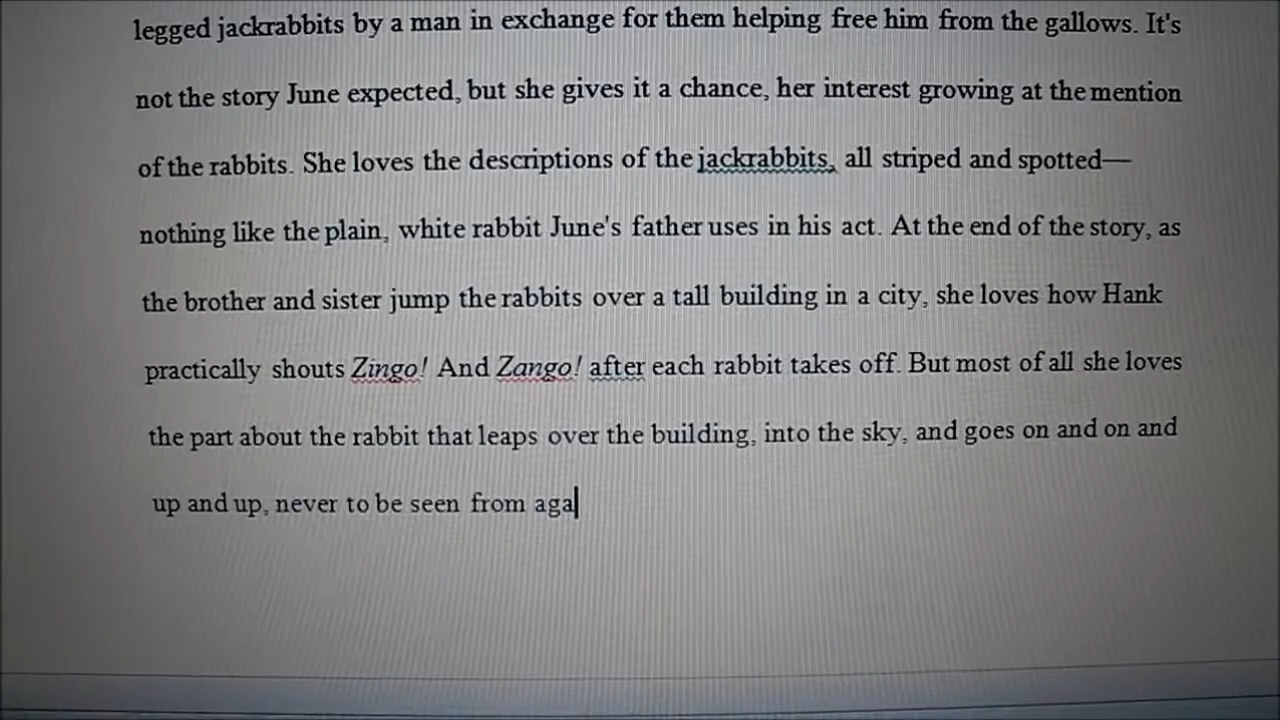 legged jackrabbits by a man in exchange for them helping free him from the gallows. It's
not the story June expected, but she gives it a chance, her interest growing at the mention
of the rabbits. She loves the descriptions of the jackrabbits, all striped and spotted—
nothing like the plain, white rabbit June's father uses in his act. At the end of the story, as
the brother and sister jump the rabbits over a tall building in a city, she loves how Hank
practically shouts Zingo! And Zango! after each rabbit takes off. But most of all she loves
the part about the rabbit that leaps over the building, into the sky, and goes on and on and
up and up, never to be seen from aga